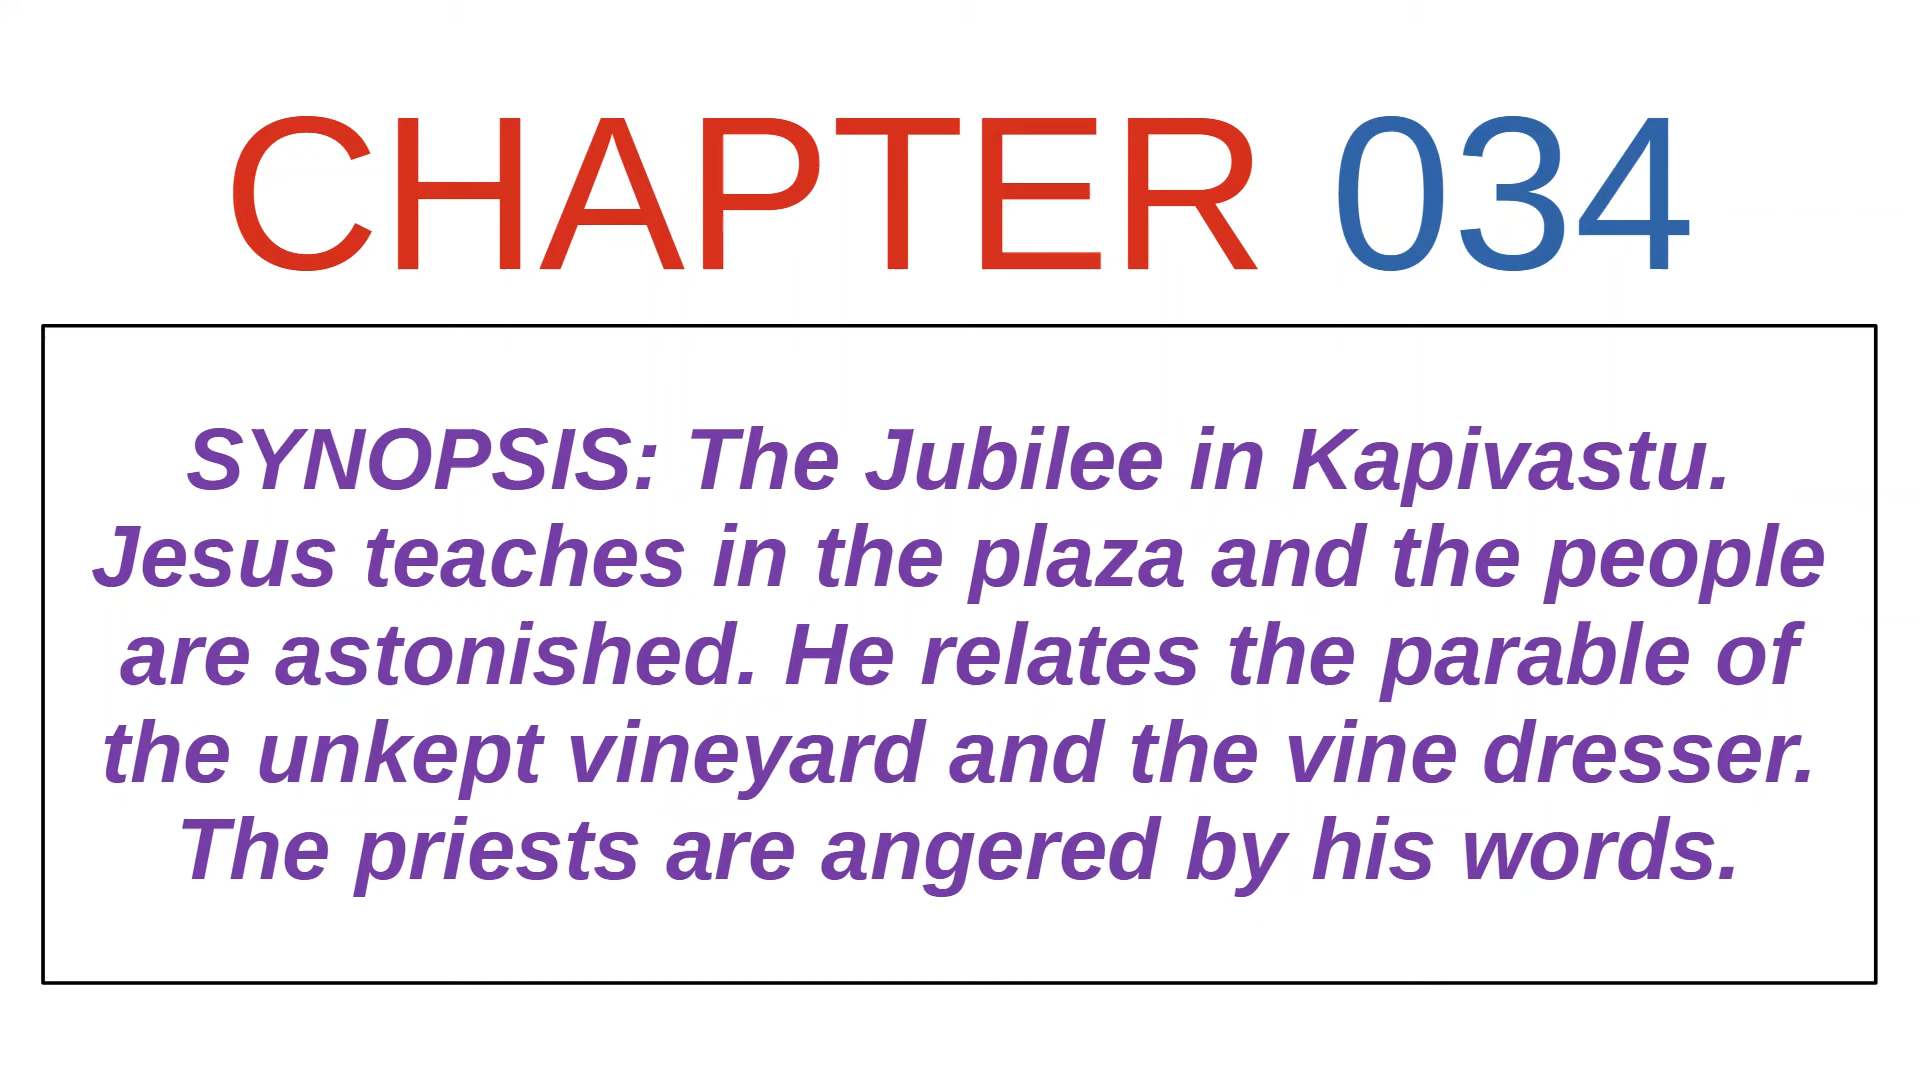 CHAPTER 034
SYNOPSIS: The Jubilee in Kapivastu.
Jesus teaches in the plaza and the people
are astonished. He relates the parable of
the unkept vineyard and the vine dresser.
The priests are angered by his words.